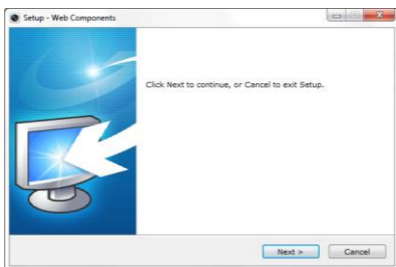 Setup - Web Components
Click Next to continue, or Cancel to exit Setup.
Next >
Cancel